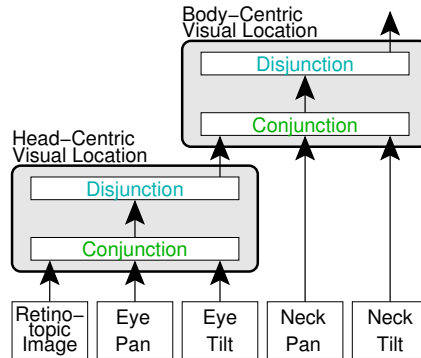 Body–Centric
Visual Location
Disjunction
Conjunction
Head–Centric
Visual Location
Disjunction
Conjunction
Retino–
topic
Image
Eye
Pan
Eye
Tilt
Neck
Pan
Neck
Tilt